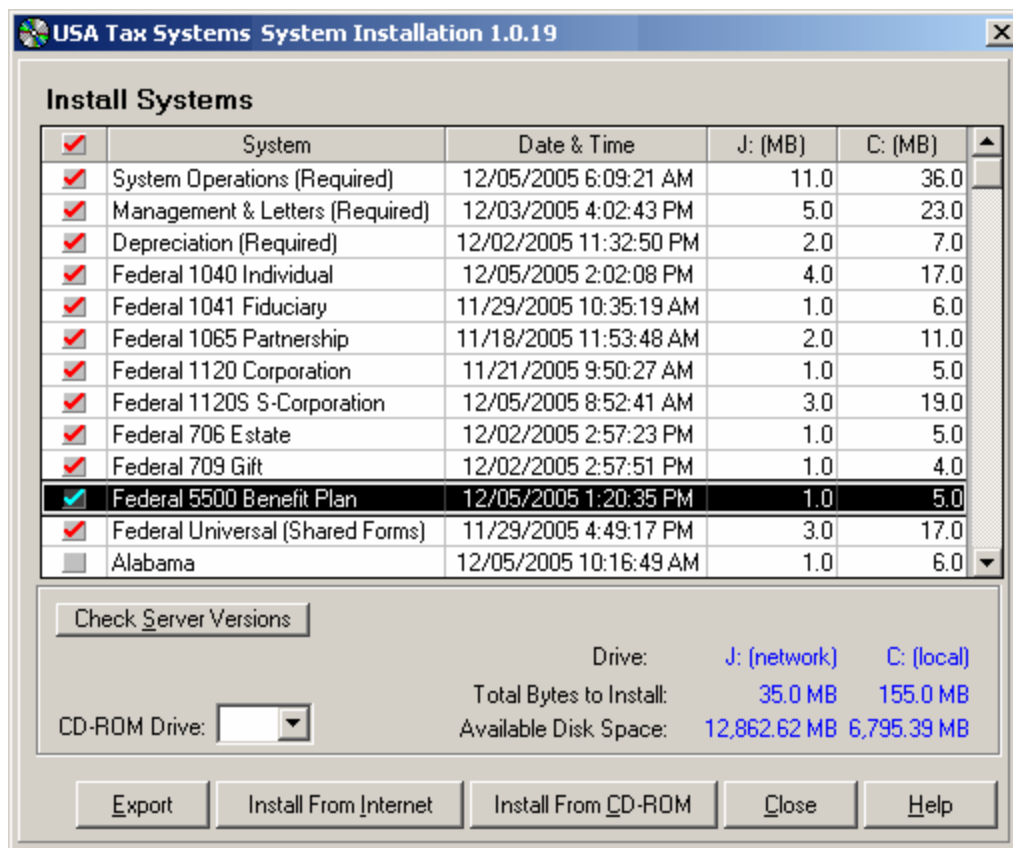 USA Tax Systems System Installation 1.0.19
Install Systems
System Date & Time J: (MB) C: (MB)
System Operations (Required) 12/05/2005 6:09:21 AM 11.0 36.0
Management & Letters (Required) 12/03/2005 4:02:43 PM 5.0 23.0
Depreciation (Required) 12/02/2005 11:32:50 PM 2.0 7.0
Federal 1040 Individual 12/05/2005 2:02:08 PM 4.0 17.0
Federal 1041 Fiduciary 11/29/2005 10:35:19 AM 1.0 6.0
Federal 1065 Partnership 11/18/2005 11:53:48 AM 2.0 11.0
Federal 1120 Corporation 11/21/2005 9:50:27 AM 1.0 5.0
Federal 1120S S-Corporation 12/05/2005 8:52:41 AM 3.0 19.0
Federal 706 Estate 12/02/2005 2:57:23 PM 1.0 5.0
Federal 709 Gift 12/02/2005 2:57:51 PM 1.0 4.0
Federal 5500 Benefit Plan 12/05/2005 1:20:35 PM 1.0 5.0
Federal Universal (Shared Forms) 11/29/2005 4:49:17 PM 3.0 17.0
Alabama 12/05/2005 10:16:49 AM 1.0 6.0
Check Server Versions
Drive: J: (network) C: (local)
Total Bytes to Install: 35.0 MB 155.0 MB
CD-ROM Drive: Available Disk Space: 12,862.62 MB 6,795.39 MB
Export Install From Internet Install From CD-ROM Close Help